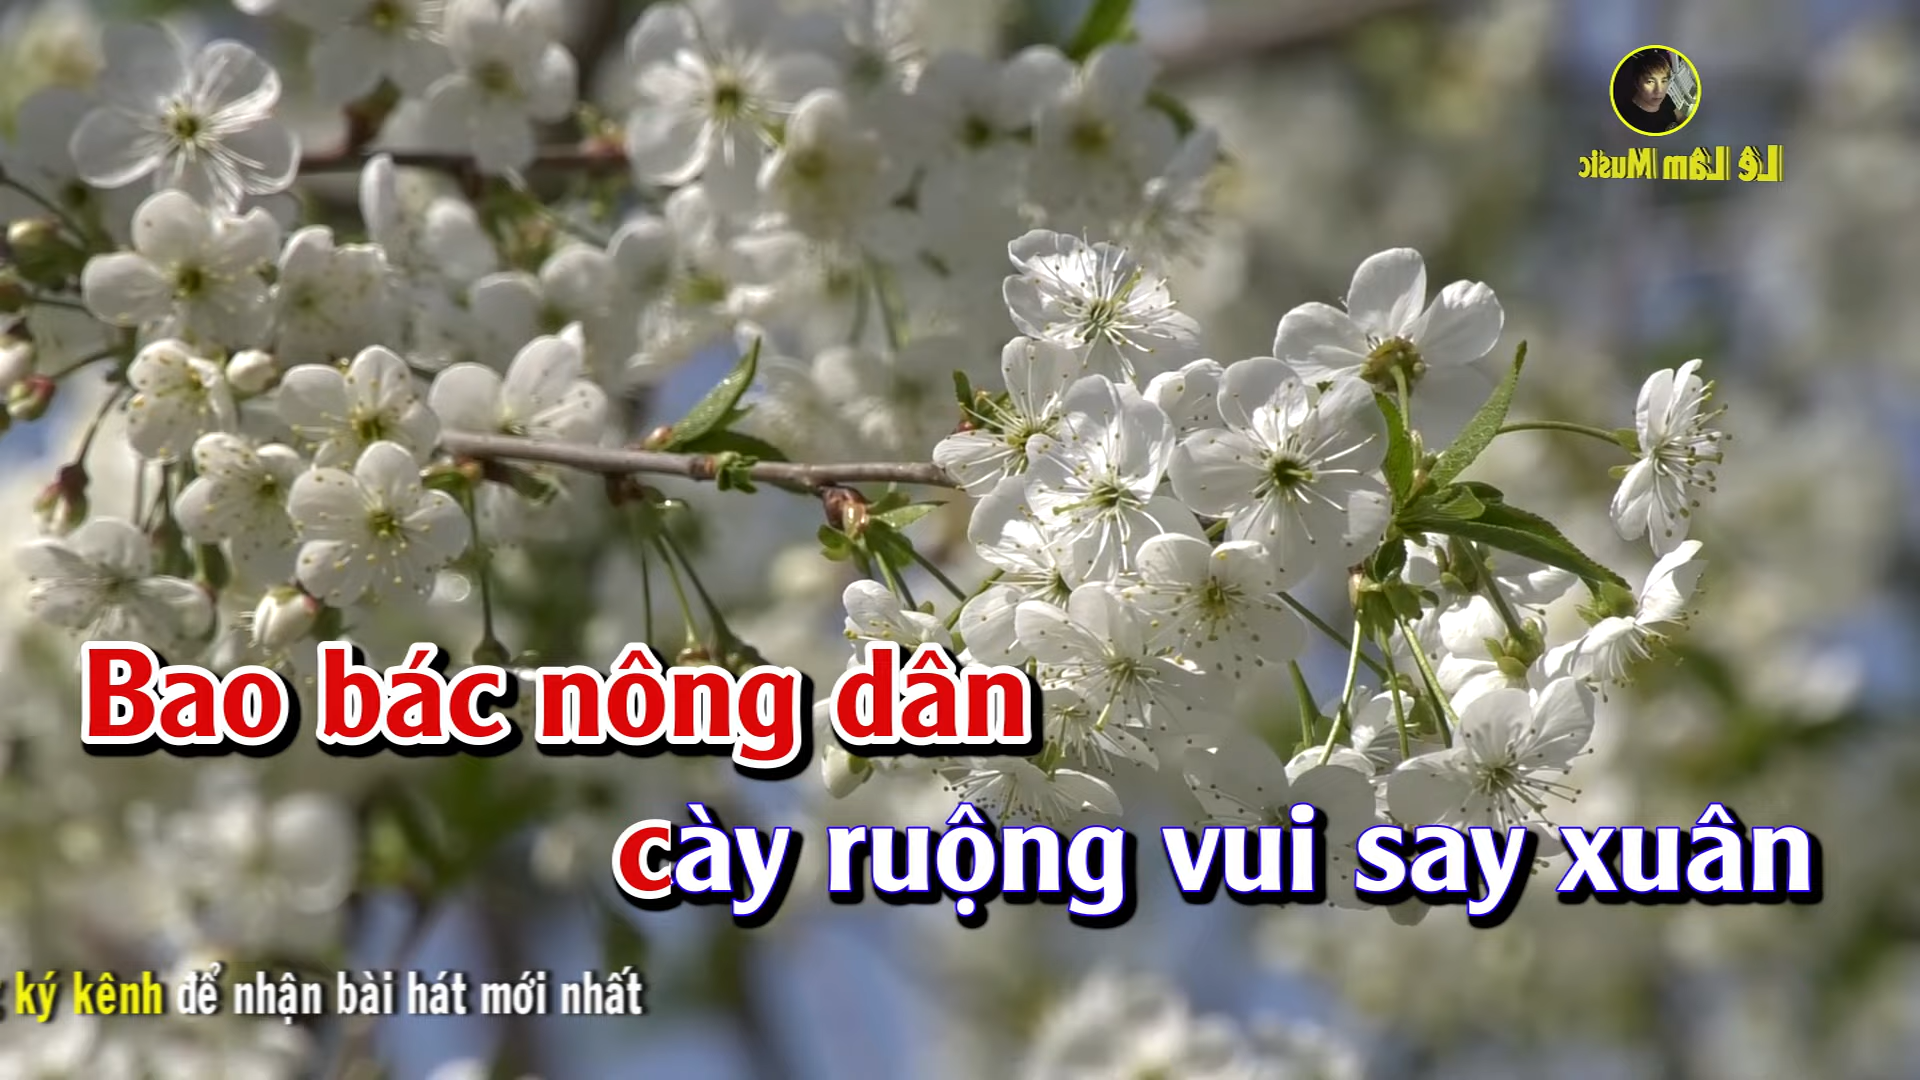 Lê Lâm Music
Bao bác nông dân
cày ruộng vui say xuân
ký kênh để nhận bài hát mới nhất